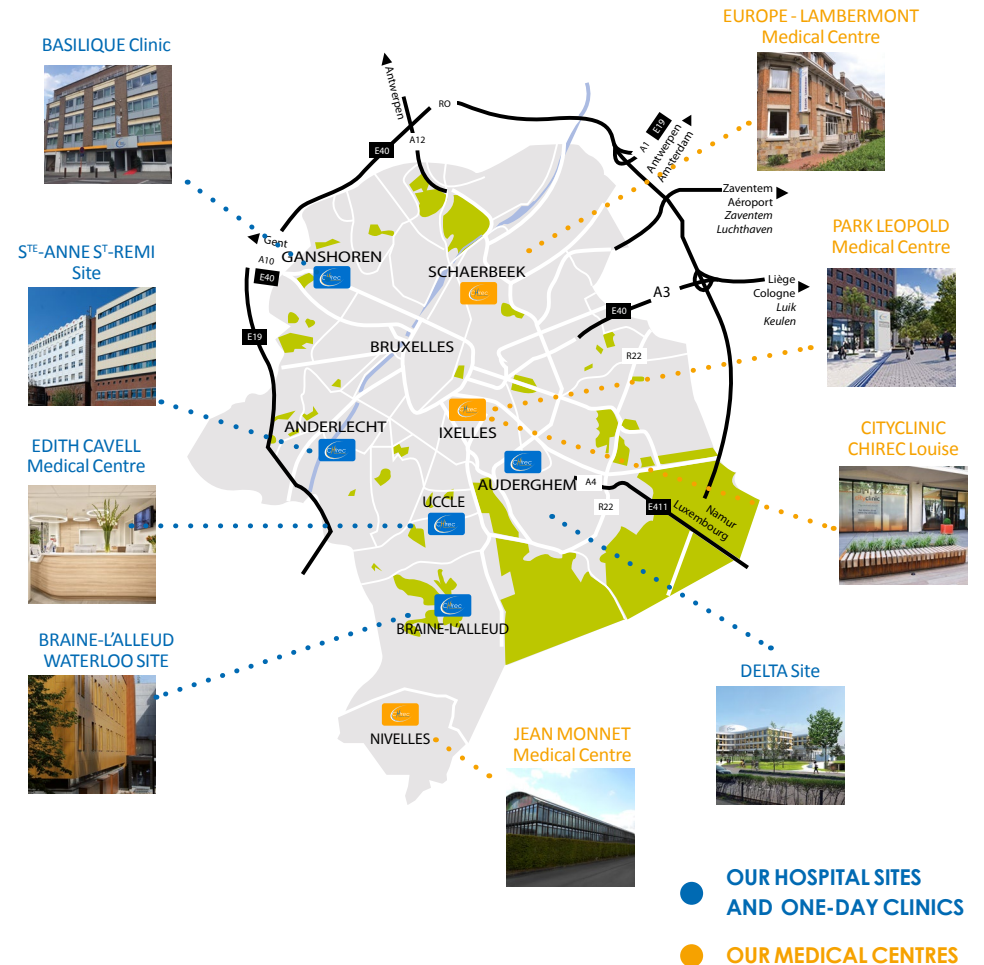 EUROPE - LAMBERMONT
Medical Centre
BASILIQUE Clinic
Antwerpen
RO
A12
E40
A1
E19
Antwerpen
Amsterdam
Zaventem
Aéroport
Zaventem
Luchthaven
PARK LEOPOLD
Medical Centre
STE-ANNE ST-REMI
Site
Gent
A10
E40
GANSHOREN
SCHAERBEEK
Liège
Cologne
Luik
Keulen
A3
E40
E19
BRUXELLES
R22
ANDERLECHT
IXELLES
CITYCLINIC
CHIREC Louise
EDITH CAVELL
Medical Centre
AUDERGHEM
A4
UCCLE
R22
E411
Namur
Luxembourg
BRAINE-L'ALLEUD
WATERLOO SITE
BRAINE-L'ALLEUD
DELTA Site
NIVELLES
JEAN MONNET
Medical Centre
OUR HOSPITAL SITES
AND ONE-DAY CLINICS
OUR MEDICAL CENTRES